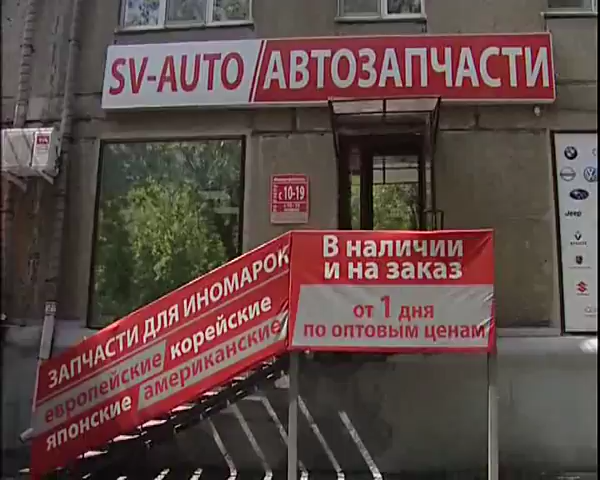 SV-AUTO АВТОЗАПЧАСТИ
с 10-19
В наличии
и на заказ
от 1 дня
по оптовым ценам
ЗАПЧАСТИ ДЛЯ ИНОМАРОК
европейские корейские
японские американские
Jeep